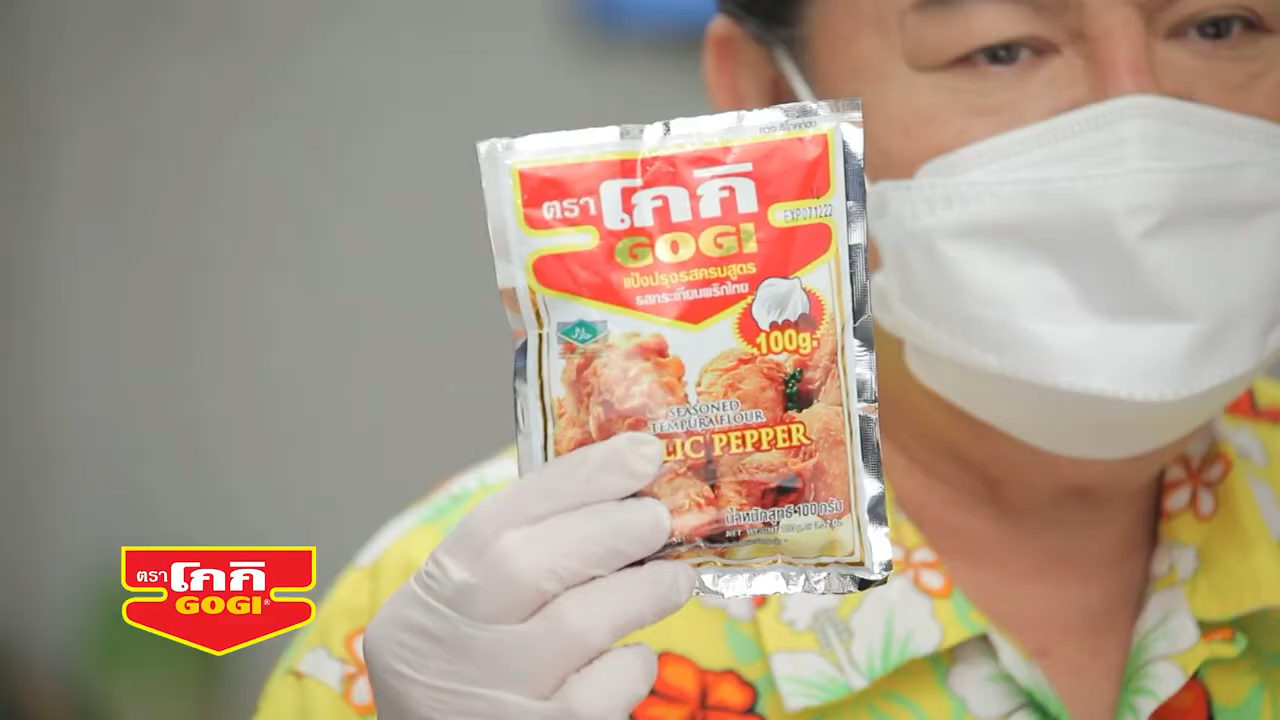 ตรา โกกิ
GOGI
EXP071222
แป้งปรุงรสครบสูตร
รสกระเทียมพริกไทย
100g.
SEASONED
TEMPURA FLOUR
LIC PEPPER
น้ำหนักสุทธิ 100 กรัม
NET WEIGHT
ตรา โกกิ
GOGI®